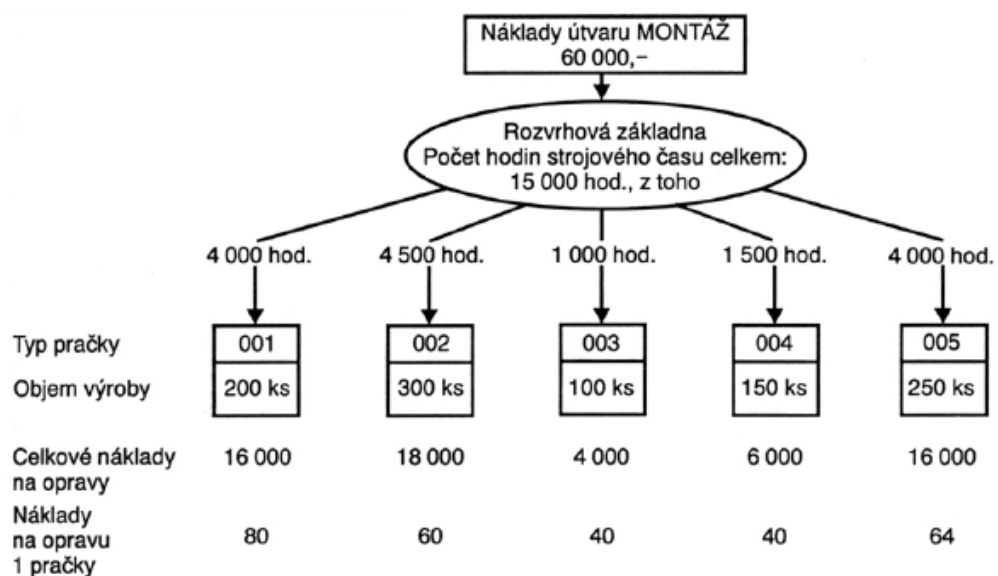 Náklady útvaru MONTÁŽ
60 000,–
Rozvrhová základna
Počet hodin strojového času celkem:
15 000 hod., z toho
4 000 hod. 4 500 hod. 1 000 hod. 1 500 hod. 4 000 hod.
Typ pračky 001 002 003 004 005
Objem výroby 200 ks 300 ks 100 ks 150 ks 250 ks
Celkové náklady 16 000 18 000 4 000 6 000 16 000
na opravy
Náklady
na opravu 80 60 40 40 64
1 pračky